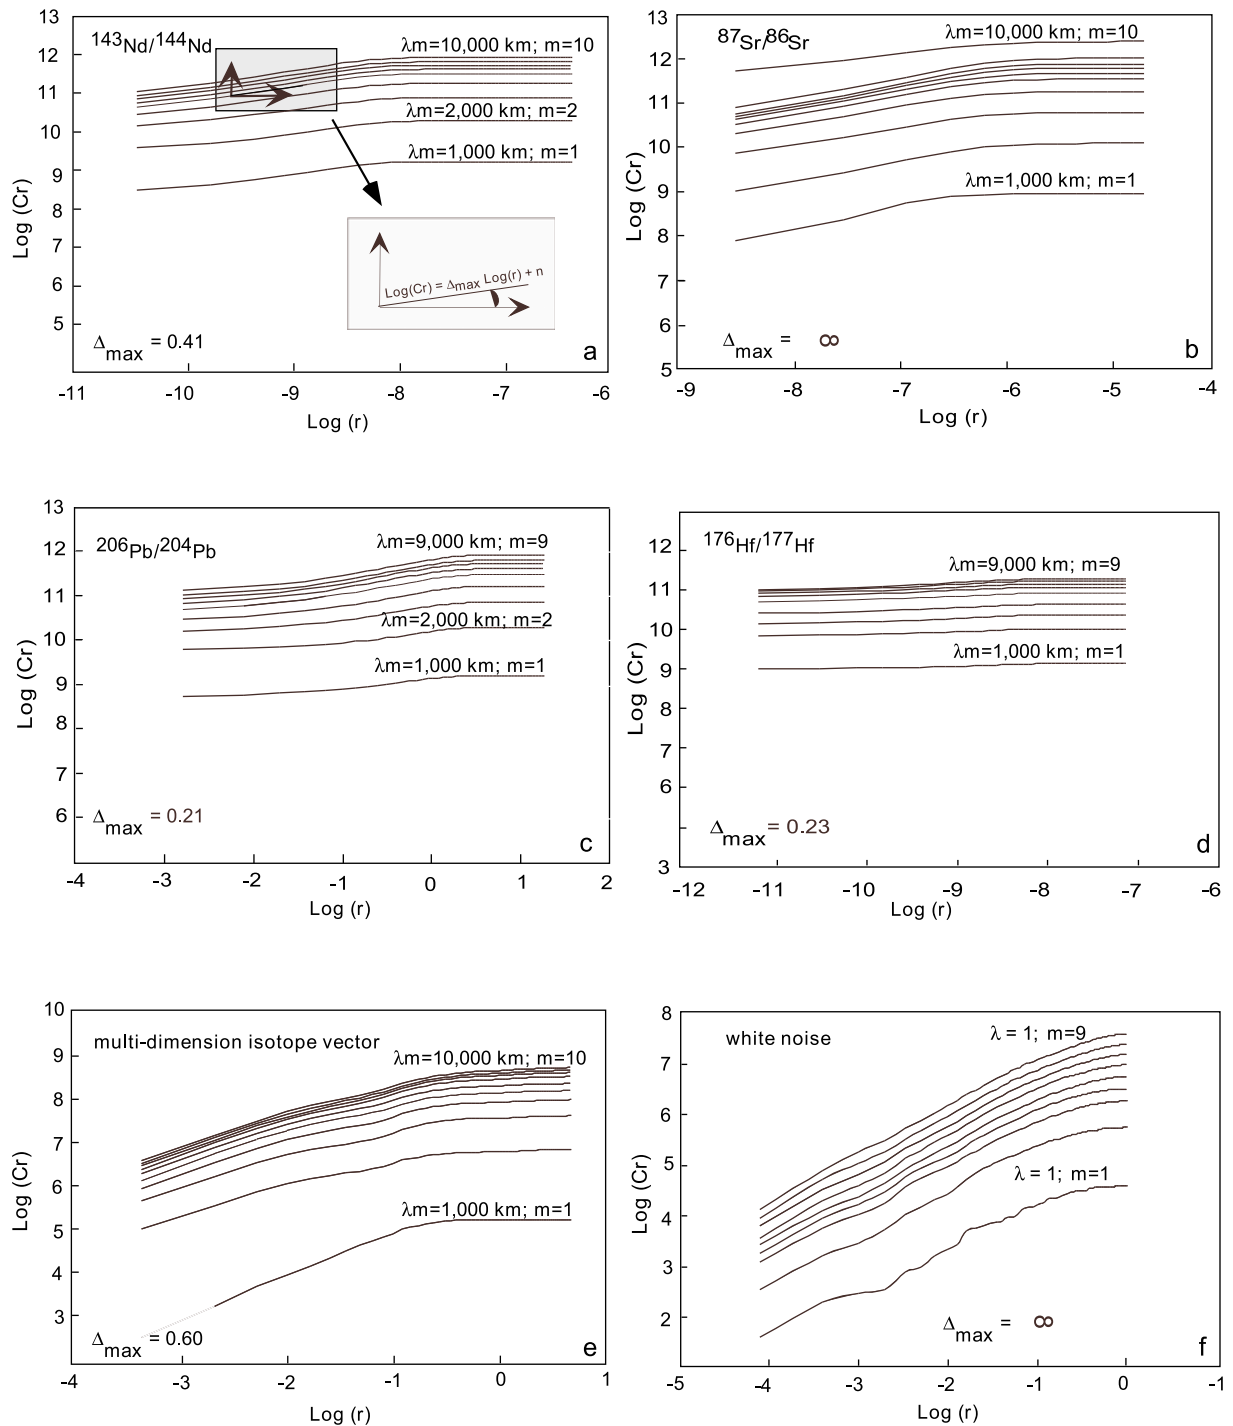 13
12
11
10
9
8
7
6
5
Log (Cr)
143Nd/144Nd
λm=10,000 km; m=10
λm=2,000 km; m=2
λm=1,000 km; m=1
Log(Cr) = Δmax Log(r) + n
Δmax = 0.41
a
-11 -10 -9 -8 -7 -6
Log (r)
13
12
11
10
9
8
7
6
5
Log (Cr)
87Sr/86Sr
λm=10,000 km; m=10
λm=1,000 km; m=1
Δmax = ∞
b
-9 -8 -7 -6 -5 -4
Log (r)
13
12
11
10
9
8
7
6
Log (Cr)
206Pb/204Pb
λm=9,000 km; m=9
λm=2,000 km; m=2
λm=1,000 km; m=1
Δmax = 0.21
c
-4 -3 -2 -1 0 1 2
Log (r)
12
11
10
9
8
7
6
3
Log (Cr)
176Hf/177Hf
λm=9,000 km; m=9
λm=1,000 km; m=1
Δmax = 0.23
d
-12 -11 -10 -9 -8 -7 -6
Log (r)
10
9
8
7
6
5
4
3
Log (Cr)
multi-dimension isotope vector
λm=10,000 km; m=10
λm=1,000 km; m=1
Δmax = 0.60
e
-4 -3 -2 -1 0 1
Log (r)
8
7
6
5
4
3
2
Log (Cr)
white noise
λ = 1; m=9
λ = 1; m=1
Δmax = ∞
f
-5 -4 -3 -2 -1 0 -1
Log (r)